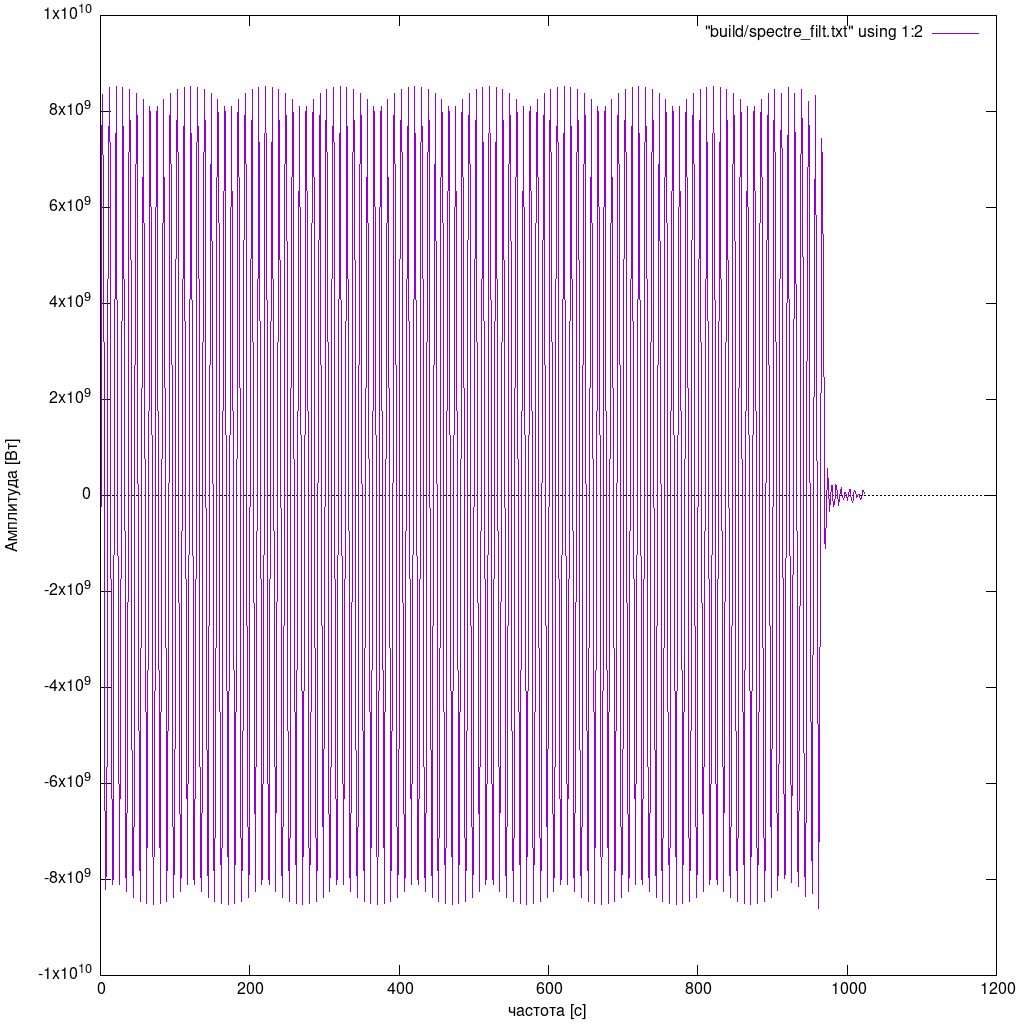 1x10^10
"build/spectre_filt.txt" using 1:2
8x10^9
6x10^9
4x10^9
2x10^9
0
-2x10^9
-4x10^9
-6x10^9
-8x10^9
-1x10^10
Амплитуда [Вт]
0 200 400 600 800 1000 1200
частота [с]